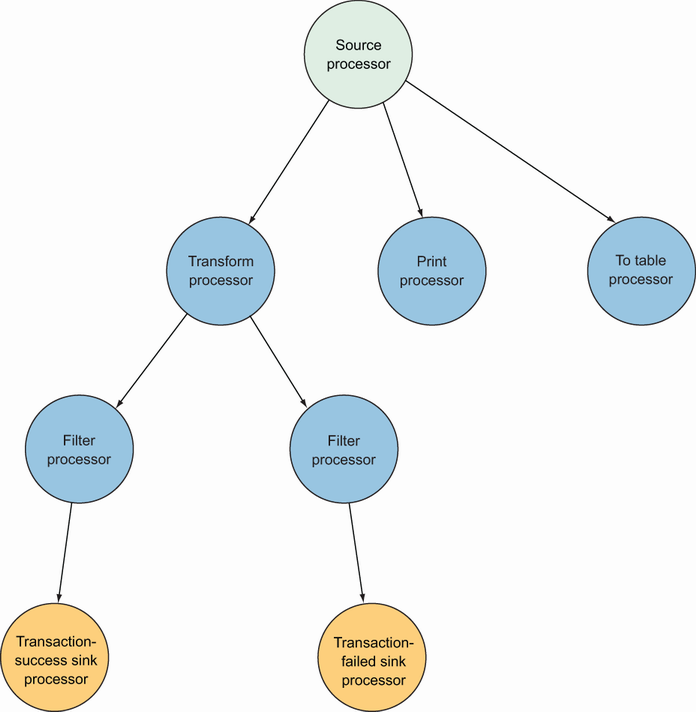 Source
processor
Transform
processor
Print
processor
To table
processor
Filter
processor
Filter
processor
Transaction-
success sink
processor
Transaction-
failed sink
processor